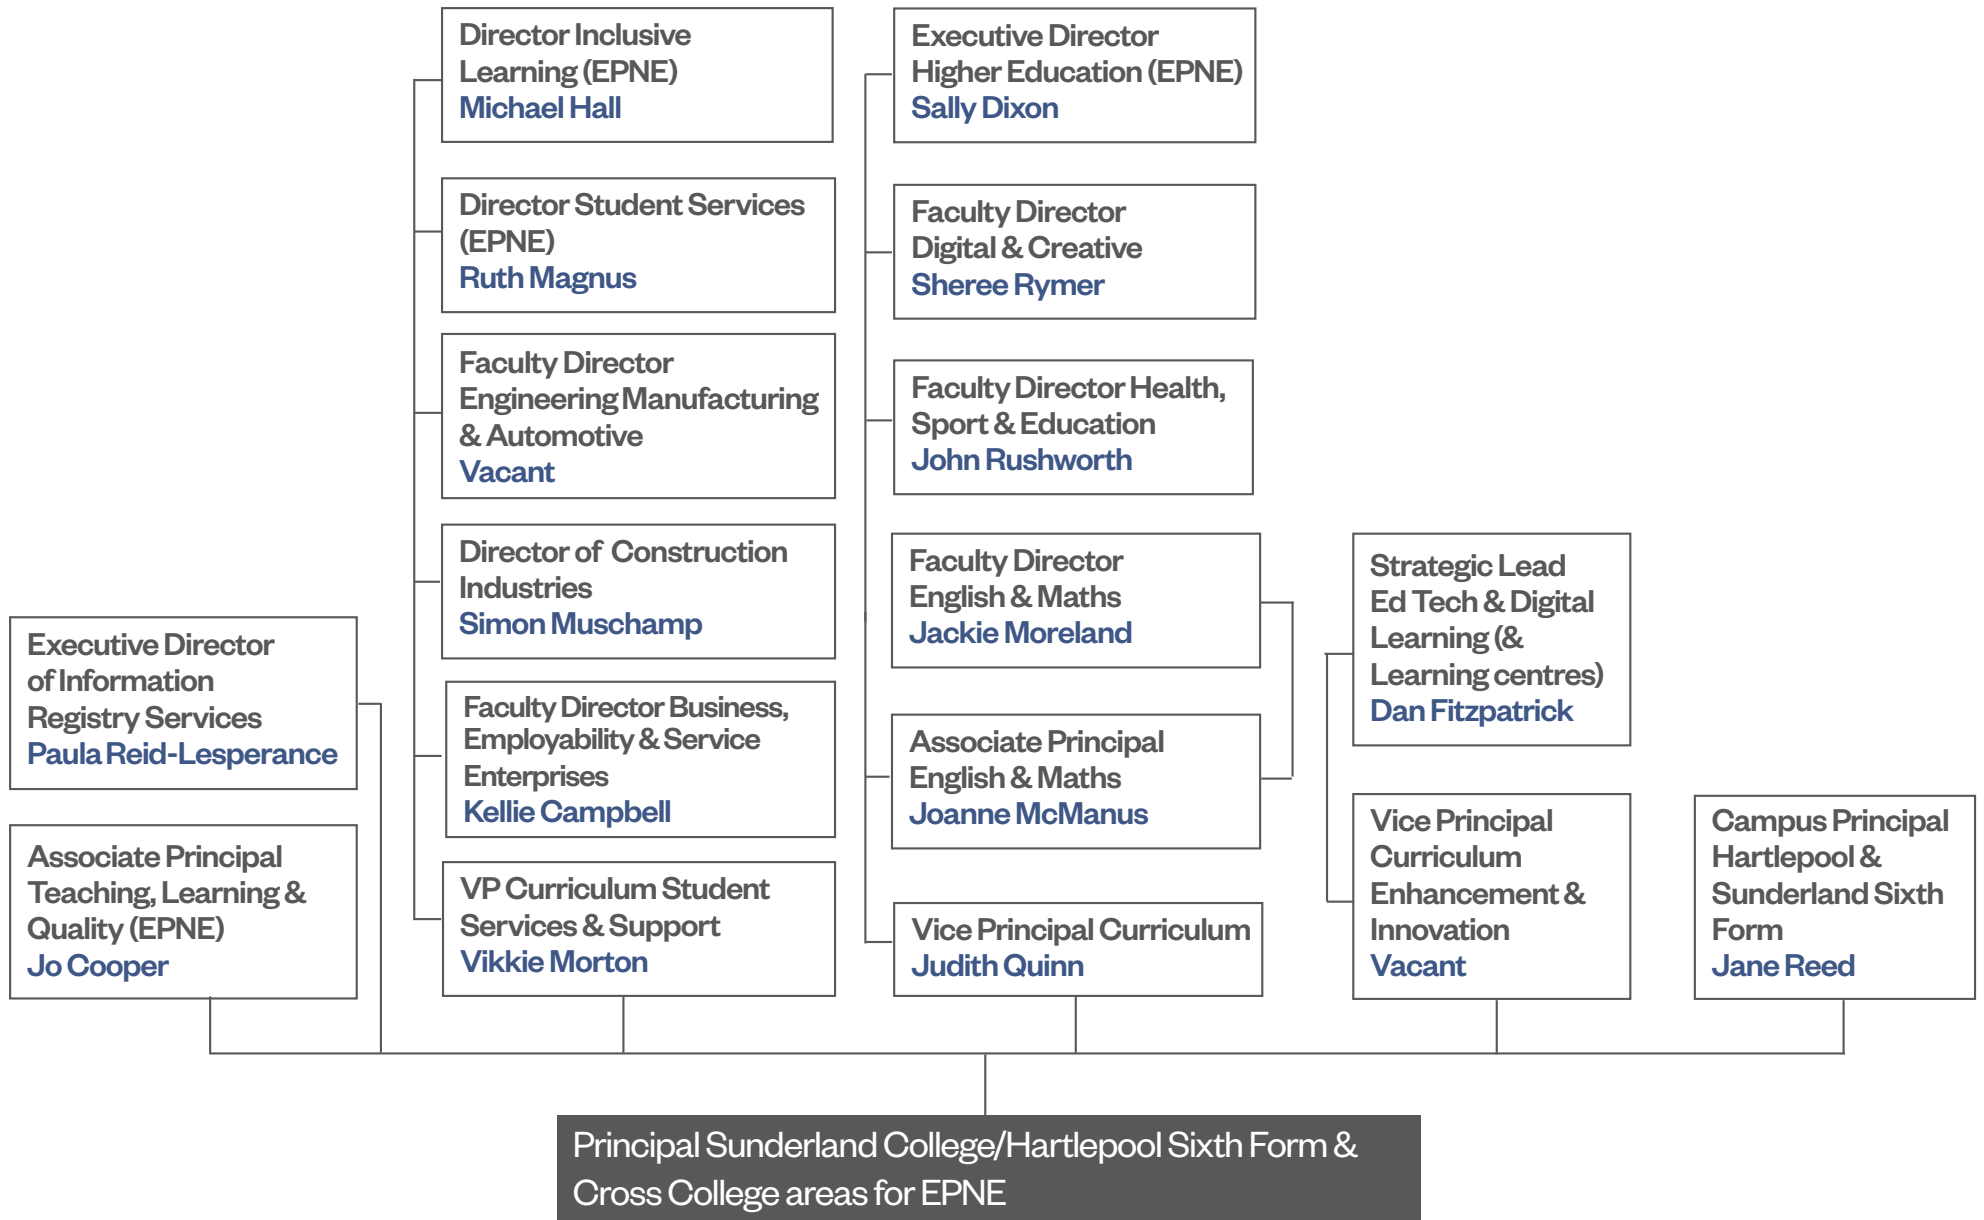 Director Inclusive
Learning (EPNE)
Michael Hall
Director Student Services
(EPNE)
Ruth Magnus
Faculty Director
Engineering Manufacturing
& Automotive
Vacant
Director of Construction
Industries
Simon Muschamp
Faculty Director Business,
Employability & Service
Enterprises
Kellie Campbell
VP Curriculum Student
Services & Support
Vikkie Morton
Executive Director
Higher Education (EPNE)
Sally Dixon
Faculty Director
Digital & Creative
Sheree Rymer
Faculty Director Health,
Sport & Education
John Rushworth
Faculty Director
English & Maths
Jackie Moreland
Associate Principal
English & Maths
Joanne McManus
Vice Principal Curriculum
Judith Quinn
Strategic Lead
Ed Tech & Digital
Learning (&
Learning centres)
Dan Fitzpatrick
Vice Principal
Curriculum
Enhancement &
Innovation
Vacant
Campus Principal
Hartlepool &
Sunderland Sixth
Form
Jane Reed
Executive Director
of Information
Registry Services
Paula Reid-Lesperance
Associate Principal
Teaching, Learning &
Quality (EPNE)
Jo Cooper
Principal Sunderland College/Hartlepool Sixth Form &
Cross College areas for EPNE